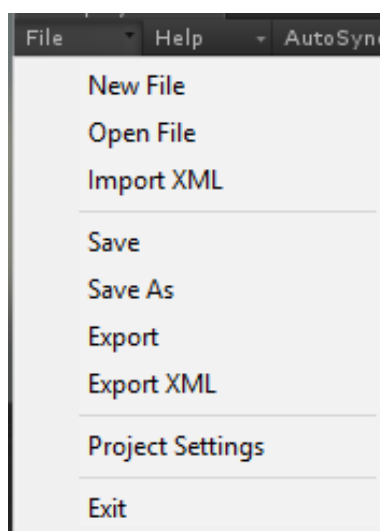 File Help AutoSync
New File
Open File
Import XML
Save
Save As
Export
Export XML
Project Settings
Exit